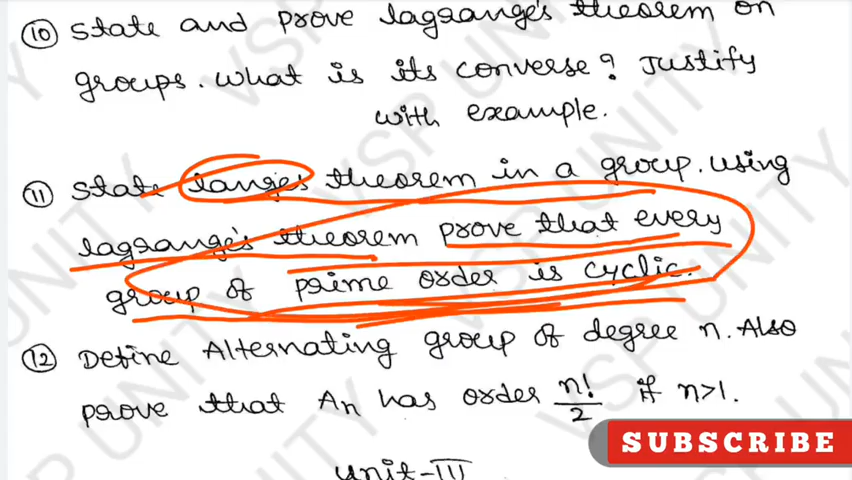 ⑩ State and prove lagrange's theorem on
groups. What is its converse? Justify
with example.
⑪ State langes theorem in a group. using
lagrange's theorem prove that every
group of prime order is cyclic.
⑫ Define Alternating group of degree n. Also
prove that An has order n!/2 if n>1.
SUBSCRIBE
unit-III
VSP UNITY